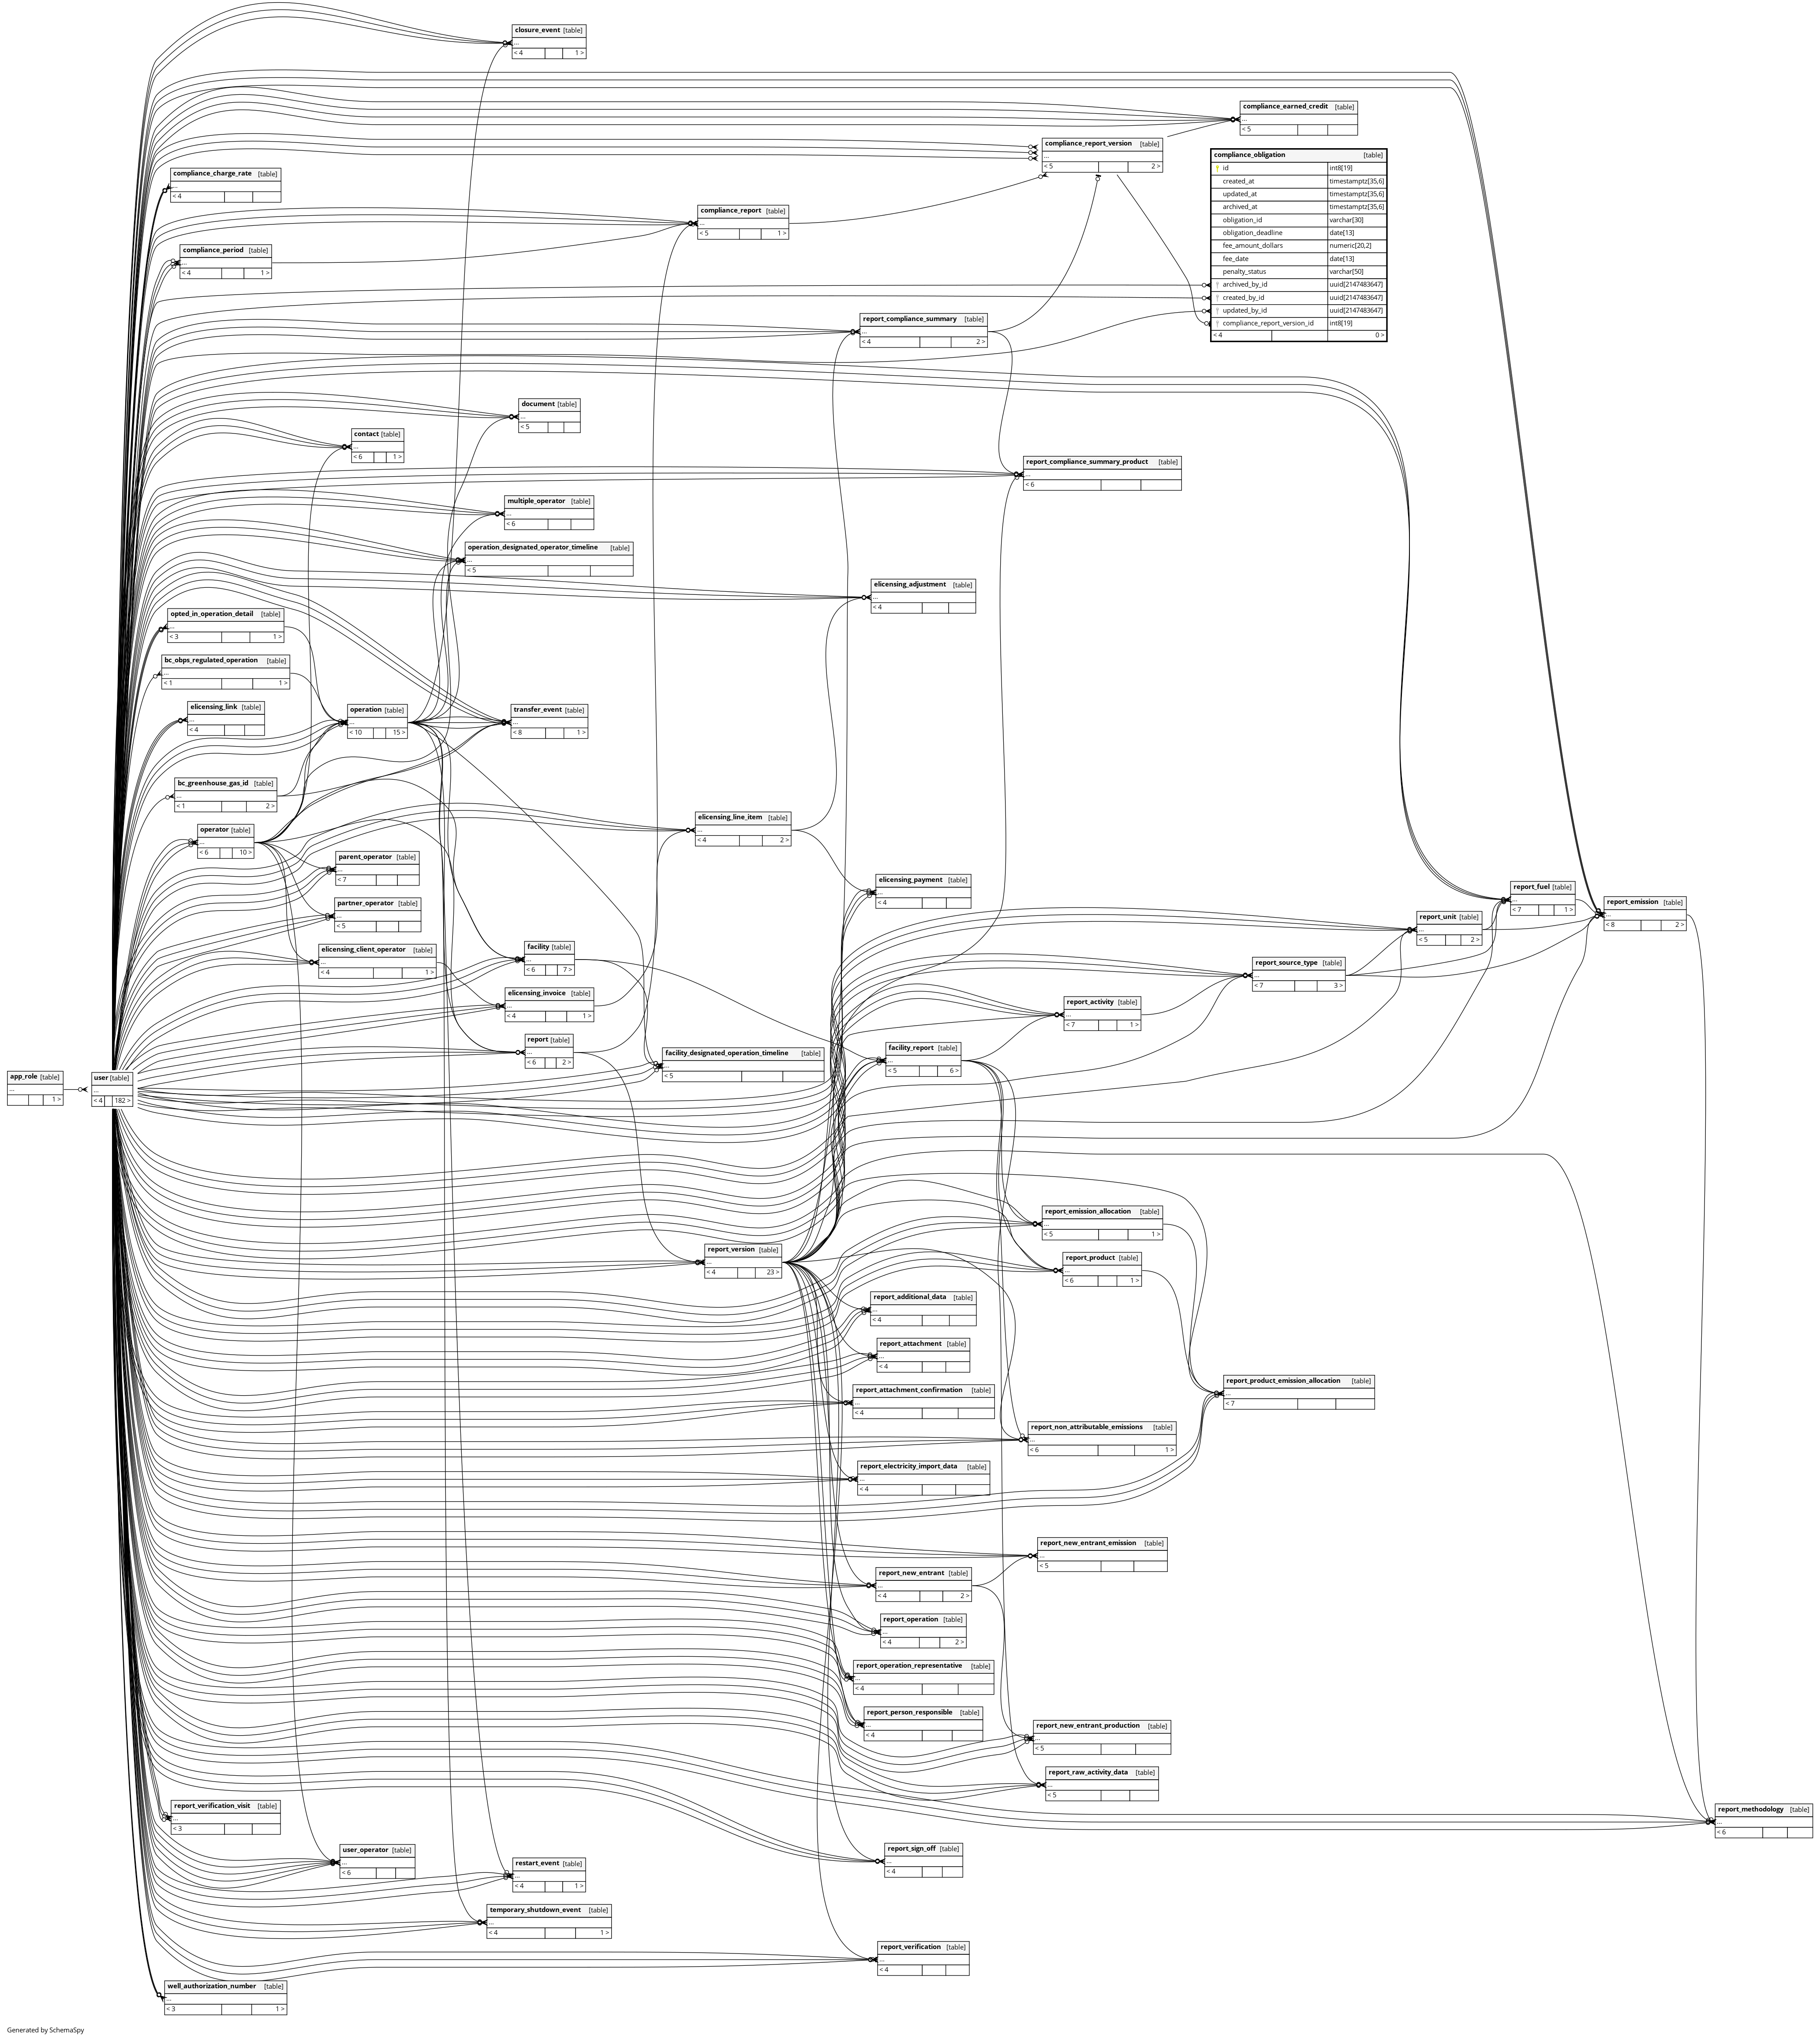 closure_event [table]
...
< 4 1 >
compliance_earned_credit [table]
...
< 5
compliance_report_version [table]
...
< 5 2 >
compliance_obligation [table]
id int8[19]
created_at timestamptz[35,6]
updated_at timestamptz[35,6]
archived_at timestamptz[35,6]
obligation_id varchar[30]
obligation_deadline date[13]
fee_amount_dollars numeric[20,2]
fee_date date[13]
penalty_status varchar[50]
archived_by_id uuid[2147483647]
created_by_id uuid[2147483647]
updated_by_id uuid[2147483647]
compliance_report_version_id int8[19]
< 4 0 >
compliance_charge_rate [table]
...
< 4
compliance_report [table]
...
< 5 1 >
compliance_period [table]
...
< 4 1 >
report_compliance_summary [table]
...
< 4 2 >
document [table]
...
< 5
contact [table]
...
< 6 1 >
report_compliance_summary_product [table]
...
< 6
multiple_operator [table]
...
< 6
operation_designated_operator_timeline [table]
...
< 5
elicensing_adjustment [table]
...
< 4
opted_in_operation_detail [table]
...
< 3 1 >
bc_obps_regulated_operation [table]
...
< 1 1 >
elicensing_link [table]
...
< 4
operation [table]
...
< 10 15 >
transfer_event [table]
...
< 8 1 >
bc_greenhouse_gas_id [table]
...
< 1 2 >
elicensing_line_item [table]
...
< 4 2 >
operator [table]
...
< 6 10 >
parent_operator [table]
...
< 7
elicensing_payment [table]
...
< 4
report_fuel [table]
...
< 7 1 >
report_emission [table]
...
< 8 2 >
partner_operator [table]
...
< 5
report_unit [table]
...
< 5 2 >
elicensing_client_operator [table]
...
< 4 1 >
facility [table]
...
< 6 7 >
report_source_type [table]
...
< 7 3 >
elicensing_invoice [table]
...
< 4 1 >
report_activity [table]
...
< 7 1 >
report [table]
...
< 6 2 >
facility_designated_operation_timeline [table]
...
< 5
facility_report [table]
...
< 5 6 >
app_role [table]
...
1 >
user [table]
...
< 4 182 >
report_emission_allocation [table]
...
< 5 1 >
report_version [table]
...
< 4 23 >
report_product [table]
...
< 6 1 >
report_additional_data [table]
...
< 4
report_attachment [table]
...
< 4
report_product_emission_allocation [table]
...
< 7
report_attachment_confirmation [table]
...
< 4
report_non_attributable_emissions [table]
...
< 6 1 >
report_electricity_import_data [table]
...
< 4
report_new_entrant_emission [table]
...
< 5
report_new_entrant [table]
...
< 4 2 >
report_operation [table]
...
< 4 2 >
report_operation_representative [table]
...
< 4
report_person_responsible [table]
...
< 4
report_new_entrant_production [table]
...
< 5
report_raw_activity_data [table]
...
< 5
report_verification_visit [table]
...
< 3
report_methodology [table]
...
< 6
user_operator [table]
...
< 6
report_sign_off [table]
...
< 4
restart_event [table]
...
< 4 1 >
temporary_shutdown_event [table]
...
< 4 1 >
report_verification [table]
...
< 4
well_authorization_number [table]
...
< 3 1 >
Generated by SchemaSpy